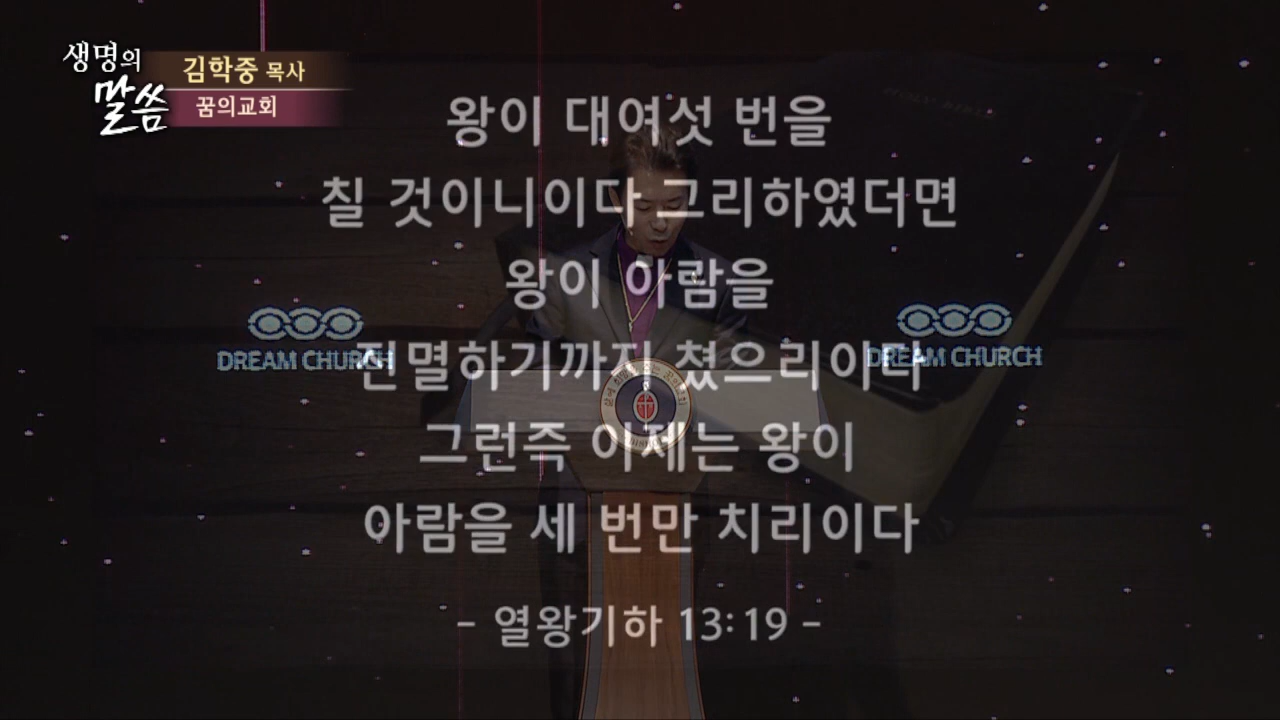 생명의
말씀
김학중 목사
꿈의교회
왕이 대여섯 번을
칠 것이니이다 그리하였더면
왕이 아람을
진멸하기까지 쳤으리이다
그런즉 이제는 왕이
아람을 세 번만 치리이다
- 열왕기하 13:19 -
DREAM CHURCH
DREAM CHURCH